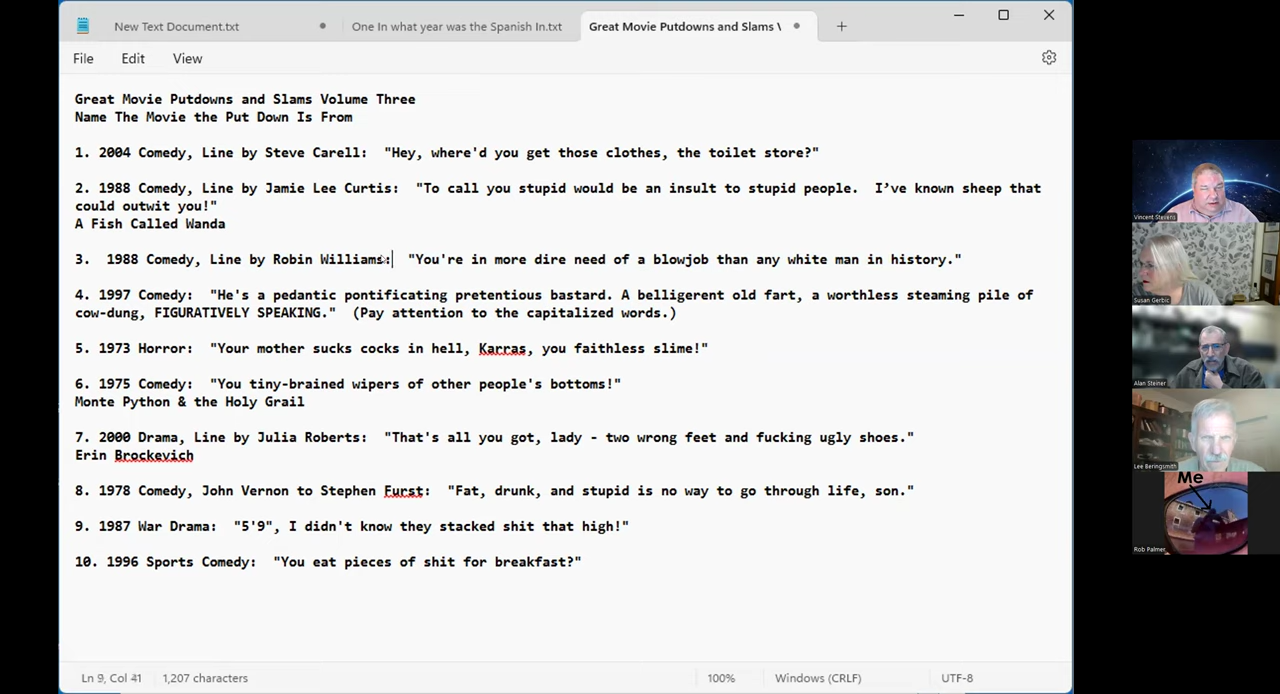 New Text Document.txt
One In what year was the Spanish In.txt
Great Movie Putdowns and Slams V
File Edit View
Great Movie Putdowns and Slams Volume Three
Name The Movie the Put Down Is From
1. 2004 Comedy, Line by Steve Carell: "Hey, where'd you get those clothes, the toilet store?"
2. 1988 Comedy, Line by Jamie Lee Curtis: "To call you stupid would be an insult to stupid people. I’ve known sheep that
could outwit you!"
A Fish Called Wanda
3. 1988 Comedy, Line by Robin Williams: "You're in more dire need of a blowjob than any white man in history."
4. 1997 Comedy: "He's a pedantic pontificating pretentious bastard. A belligerent old fart, a worthless steaming pile of
cow-dung, FIGURATIVELY SPEAKING." (Pay attention to the capitalized words.)
5. 1973 Horror: "Your mother sucks cocks in hell, Karras, you faithless slime!"
6. 1975 Comedy: "You tiny-brained wipers of other people's bottoms!"
Monte Python & the Holy Grail
7. 2000 Drama, Line by Julia Roberts: "That's all you got, lady - two wrong feet and fucking ugly shoes."
Erin Brockevich
8. 1978 Comedy, John Vernon to Stephen Furst: "Fat, drunk, and stupid is no way to go through life, son."
9. 1987 War Drama: "5'9", I didn't know they stacked shit that high!"
10. 1996 Sports Comedy: "You eat pieces of shit for breakfast?"
Ln 9, Col 41 1,207 characters 100% Windows (CRLF) UTF-8
Vincent Stevens
Susan Gerbic
Alan Steiner
Lee Beringsmith
Me
Rob Palmer